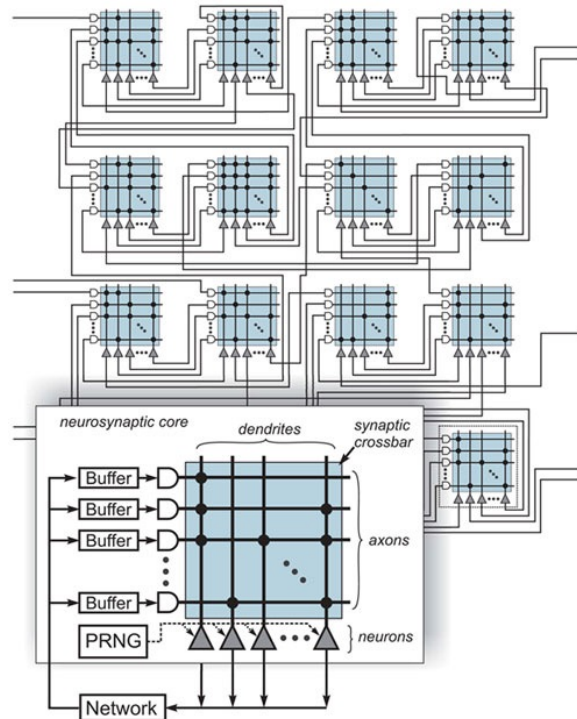 neurosynaptic core
dendrites
synaptic
crossbar
Buffer
Buffer
Buffer
axons
Buffer
PRNG
neurons
Network